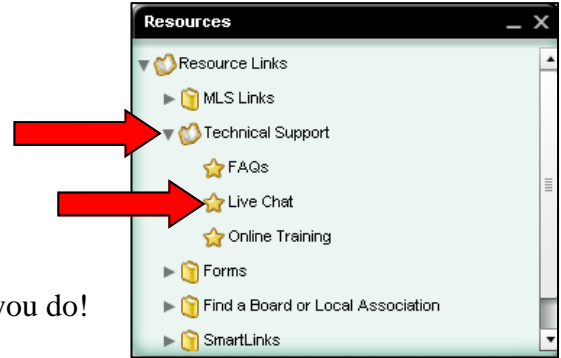 Resources
Resource Links
MLS Links
Technical Support
FAQs
Live Chat
Online Training
Forms
you do!
Find a Board or Local Association
SmartLinks